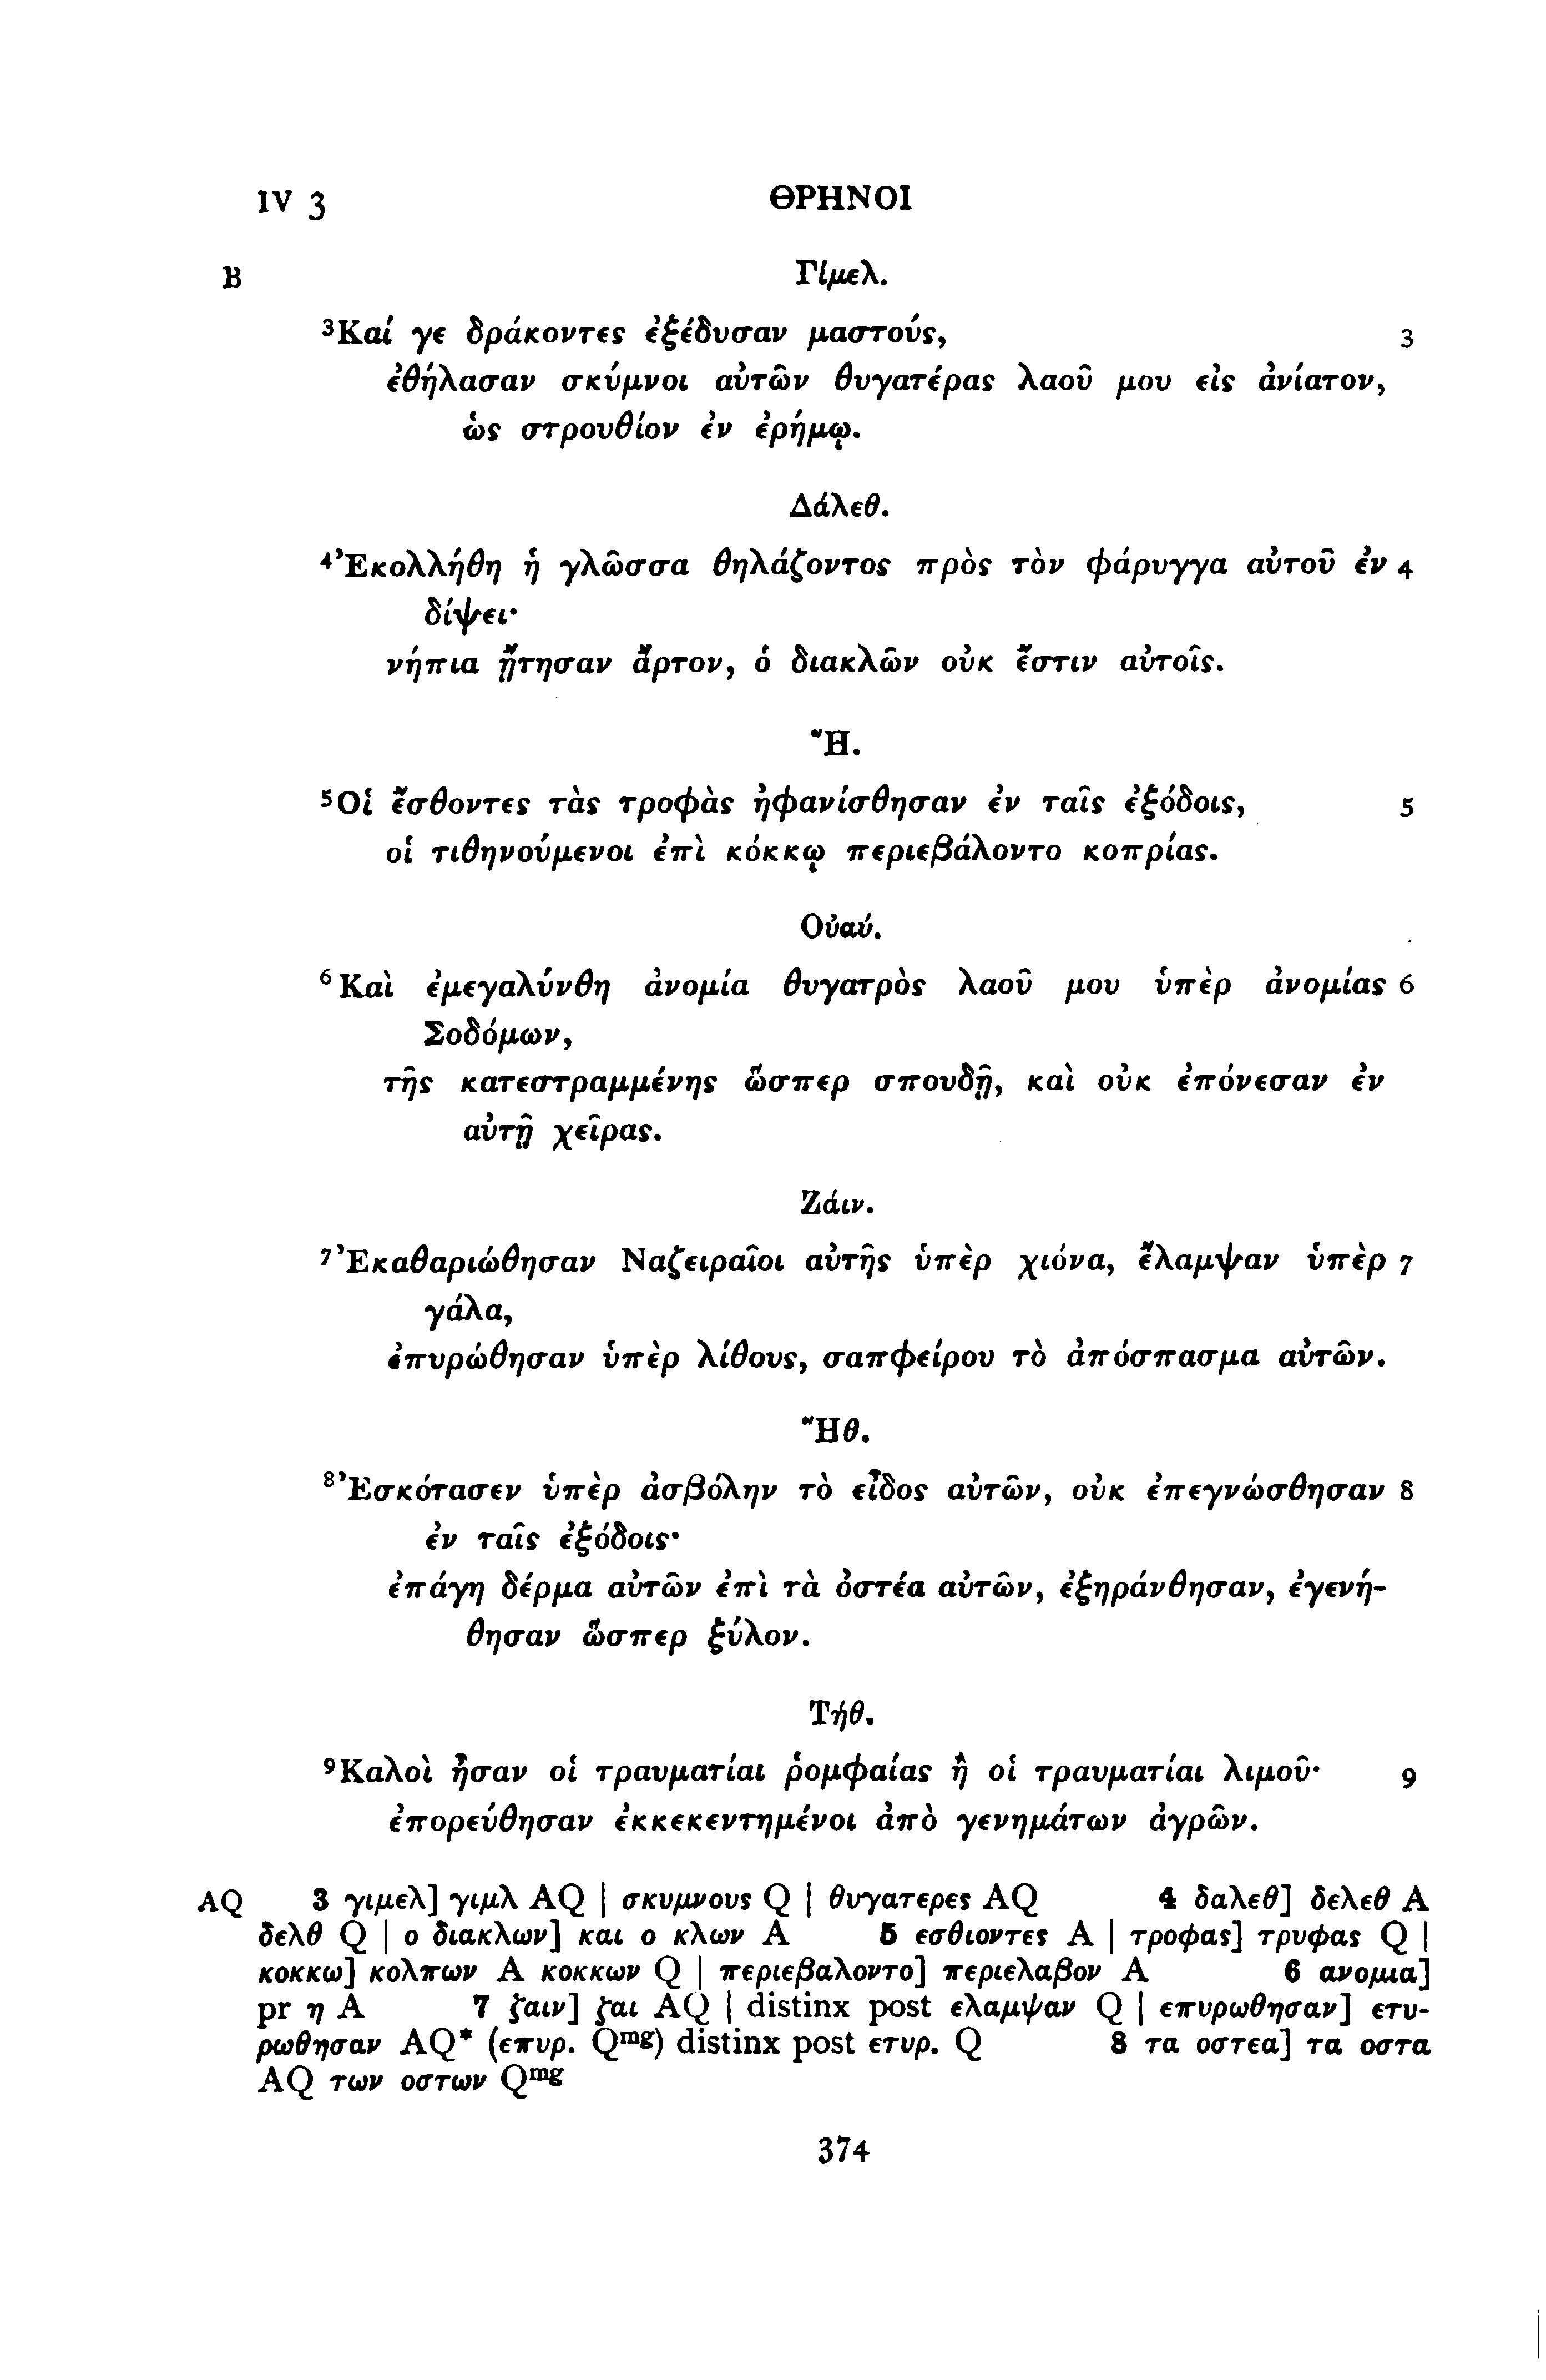 IV 3 ΘΡΗΝΟΙ
B Γίμελ.
³Καί γε δράκοντες ἐξέδυσαν μαστούς, 3
ἐθήλασαν σκύμνοι αὐτῶν θυγατέρας λαοῦ μου εἰς ἀνίατον,
ὡς στρουθίον ἐν ἐρήμῳ.
Δάλεθ.
⁴Ἐκολλήθη ἡ γλῶσσα θηλάζοντος πρὸς τὸν φάρυγγα αὐτοῦ ἐν 4
δίψει·
νήπια ᾔτησαν ἄρτον, ὁ διακλῶν οὐκ ἔστιν αὐτοῖς.
Ἤ.
⁵Οἱ ἔσθοντες τὰς τροφὰς ἠφανίσθησαν ἐν ταῖς ἐξόδοις, 5
οἱ τιθηνούμενοι ἐπὶ κόκκῳ περιεβάλοντο κοπρίας.
Οὐαύ.
⁶Καὶ ἐμεγαλύνθη ἀνομία θυγατρὸς λαοῦ μου ὑπὲρ ἀνομίας 6
Σοδόμων,
τῆς κατεστραμμένης ὥσπερ σπουδῇ, καὶ οὐκ ἐπόνεσαν ἐν
αὐτῇ χεῖρας.
Ζάιν.
⁷Ἐκαθαριώθησαν Ναζειραῖοι αὐτῆς ὑπὲρ χιόνα, ἔλαμψαν ὑπὲρ 7
γάλα,
ἐπυρώθησαν ὑπὲρ λίθους, σαπφείρου τὸ ἀπόσπασμα αὐτῶν.
Ἤθ.
⁸Ἐσκότασεν ὑπὲρ ἀσβόλην τὸ εἶδος αὐτῶν, οὐκ ἐπεγνώσθησαν 8
ἐν ταῖς ἐξόδοις·
ἐπάγη δέρμα αὐτῶν ἐπὶ τὰ ὀστέα αὐτῶν, ἐξηράνθησαν, ἐγενή-
θησαν ὥσπερ ξύλον.
Τήθ.
⁹Καλοὶ ἦσαν οἱ τραυματίαι ῥομφαίας ἢ οἱ τραυματίαι λιμοῦ· 9
ἐπορεύθησαν ἐκκεκεντημένοι ἀπὸ γενημάτων ἀγρῶν.
AQ 3 γιμελ] γιμλ AQ | σκυμνους Q | θυγατερες AQ 4 δαλεθ] δελεθ A
δελθ Q | ο διακλων] και ο κλων A 5 εσθιοντες A | τροφας] τρυφας Q |
κοκκω] κολπων A κοκκων Q | περιεβαλοντο] περιελαβον A 6 ανομια]
pr η A 7 ζαιν] ζαι AQ | distinx post ελαμψαν Q | επυρωθησαν] ετυ-
ρωθησαν AQ* (επυρ. Qᵐᵍ) distinx post ετυρ. Q 8 τα οστεα] τα οστα
AQ των οστων Qᵐᵍ
374